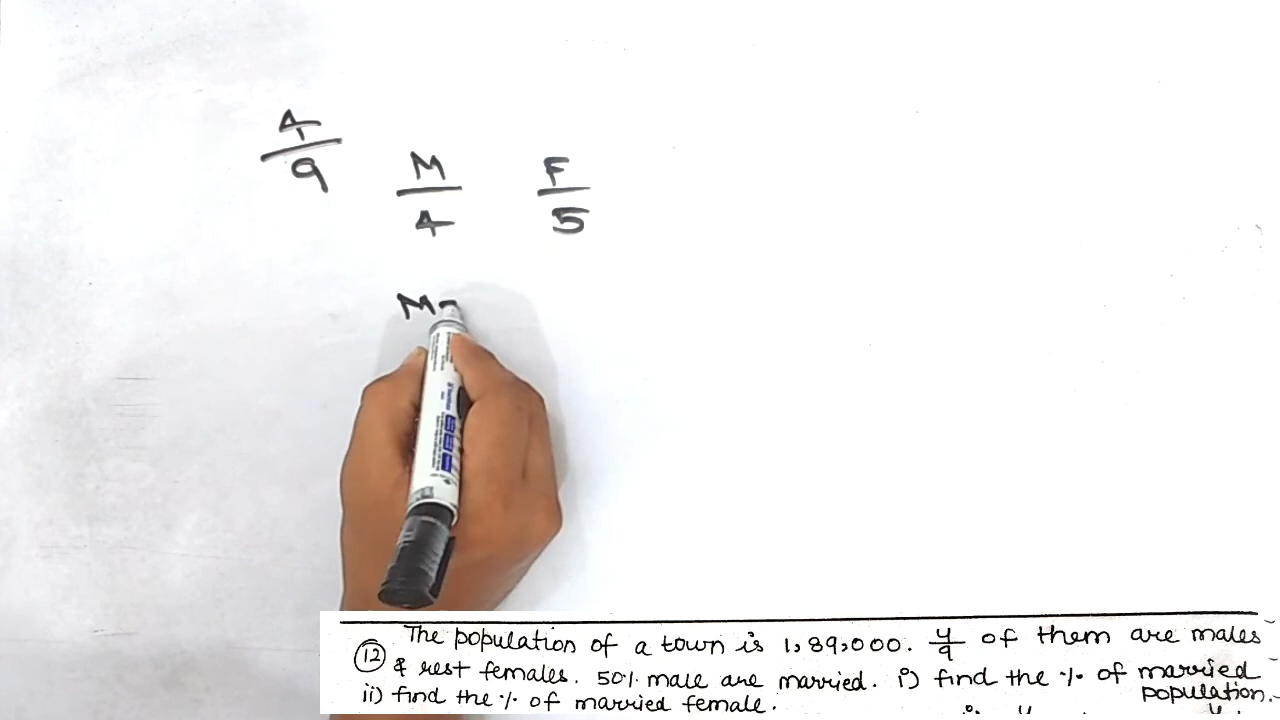 4/9
M F
4 5
M
⑫ The population of a town is 1,89,000. 4/9 of them are males
& rest females. 50% male are married. i) find the % of married
population.
ii) find the % of married female.